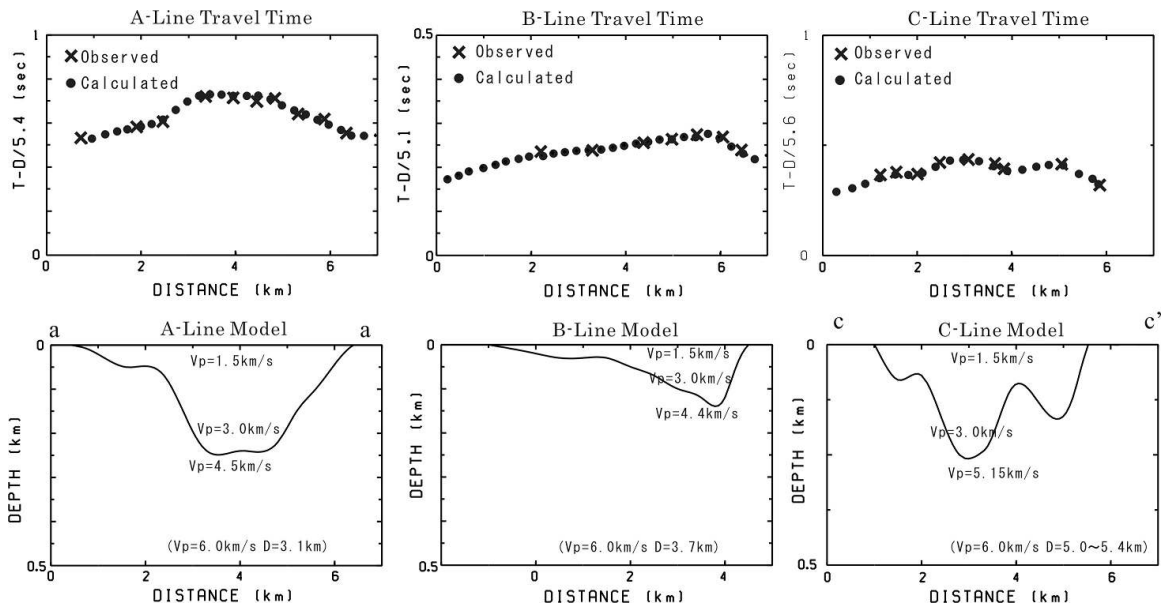 A-Line Travel Time
1
× Observed
● Calculated
T-D/5.4 (sec)
0
0 2 4 6
DISTANCE (km)
B-Line Travel Time
0.5
× Observed
● Calculated
T-D/5.1 (sec)
0
0 2 4 6
DISTANCE (km)
C-Line Travel Time
1
× Observed
● Calculated
T-D/5.6 (sec)
0
0 2 4 6
DISTANCE (km)
a A-Line Model a
0
Vp=1.5km/s
Vp=3.0km/s
Vp=4.5km/s
(Vp=6.0km/s D=3.1km)
DEPTH (km)
0.5
0 2 4 6
DISTANCE (km)
B-Line Model
0
Vp=1.5km/s
Vp=3.0km/s
Vp=4.4km/s
(Vp=6.0km/s D=3.7km)
DEPTH (km)
0.5
0 2 4
DISTANCE (km)
c C-Line Model c’
0
Vp=1.5km/s
Vp=3.0km/s
Vp=5.15km/s
(Vp=6.0km/s D=5.0〜5.4km)
DEPTH (km)
0.5
0 2 4 6
DISTANCE (km)